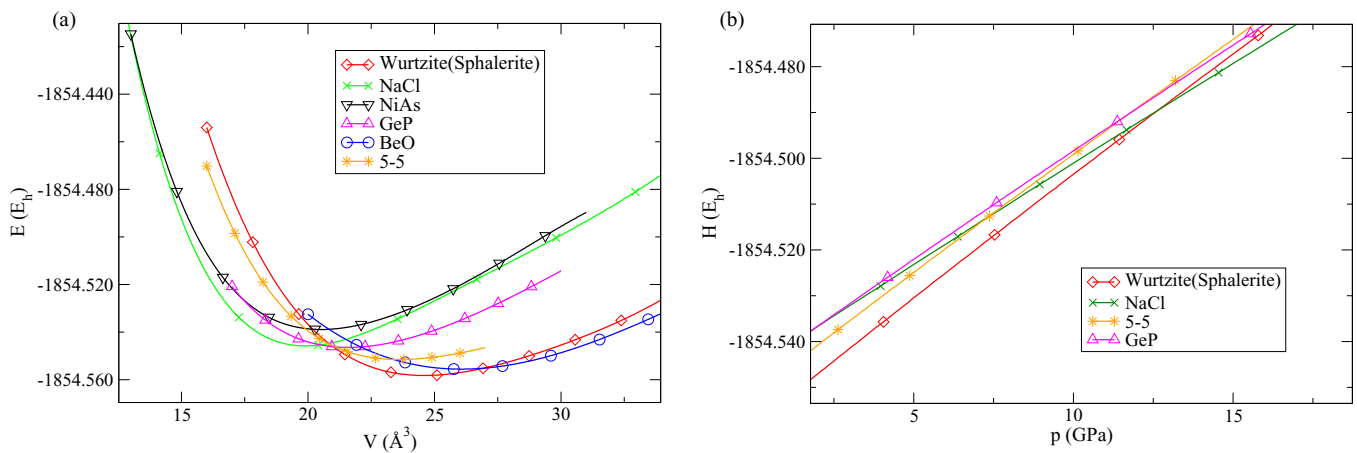 (a)
-1854.440
-1854.480
-1854.520
-1854.560
E (E_h)
15
20
25
30
V (Å³)
Wurtzite(Sphalerite)
NaCl
NiAs
GeP
BeO
5-5
(b)
-1854.480
-1854.500
-1854.520
-1854.540
H (E_h)
5
10
15
p (GPa)
Wurtzite(Sphalerite)
NaCl
5-5
GeP